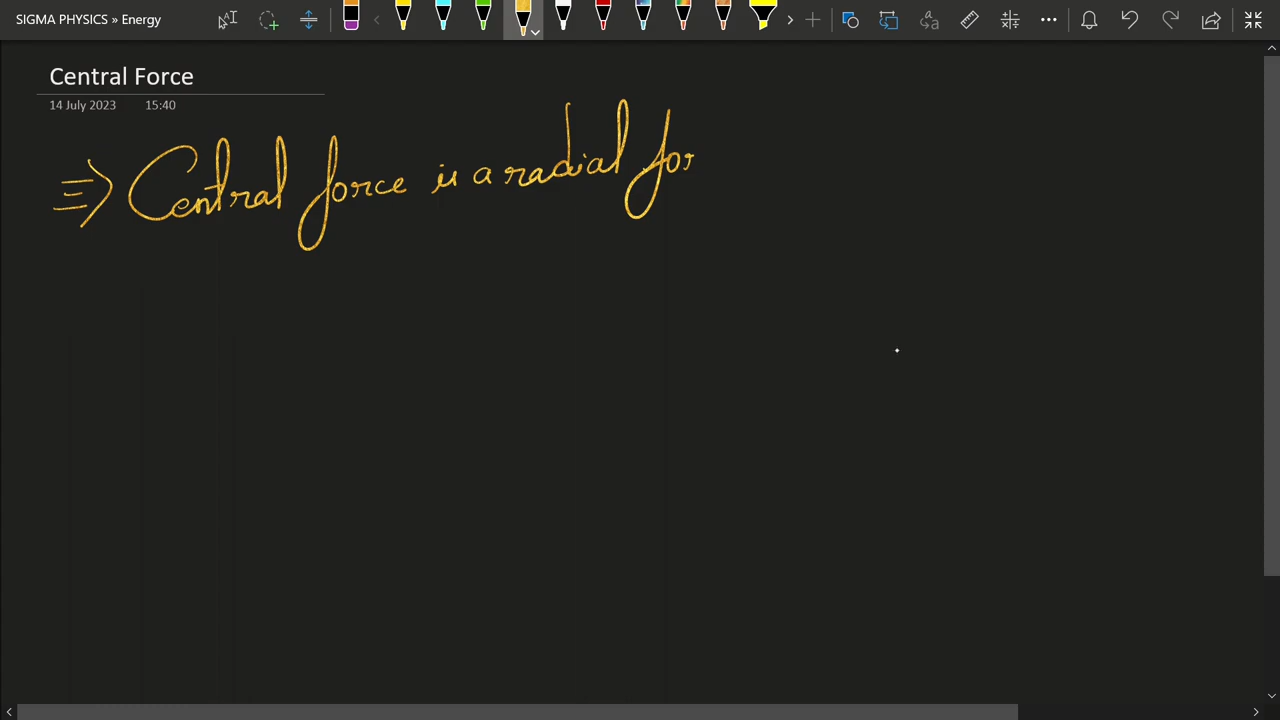 SIGMA PHYSICS » Energy
Central Force
14 July 2023 15:40
⇒ Central force is a radial for